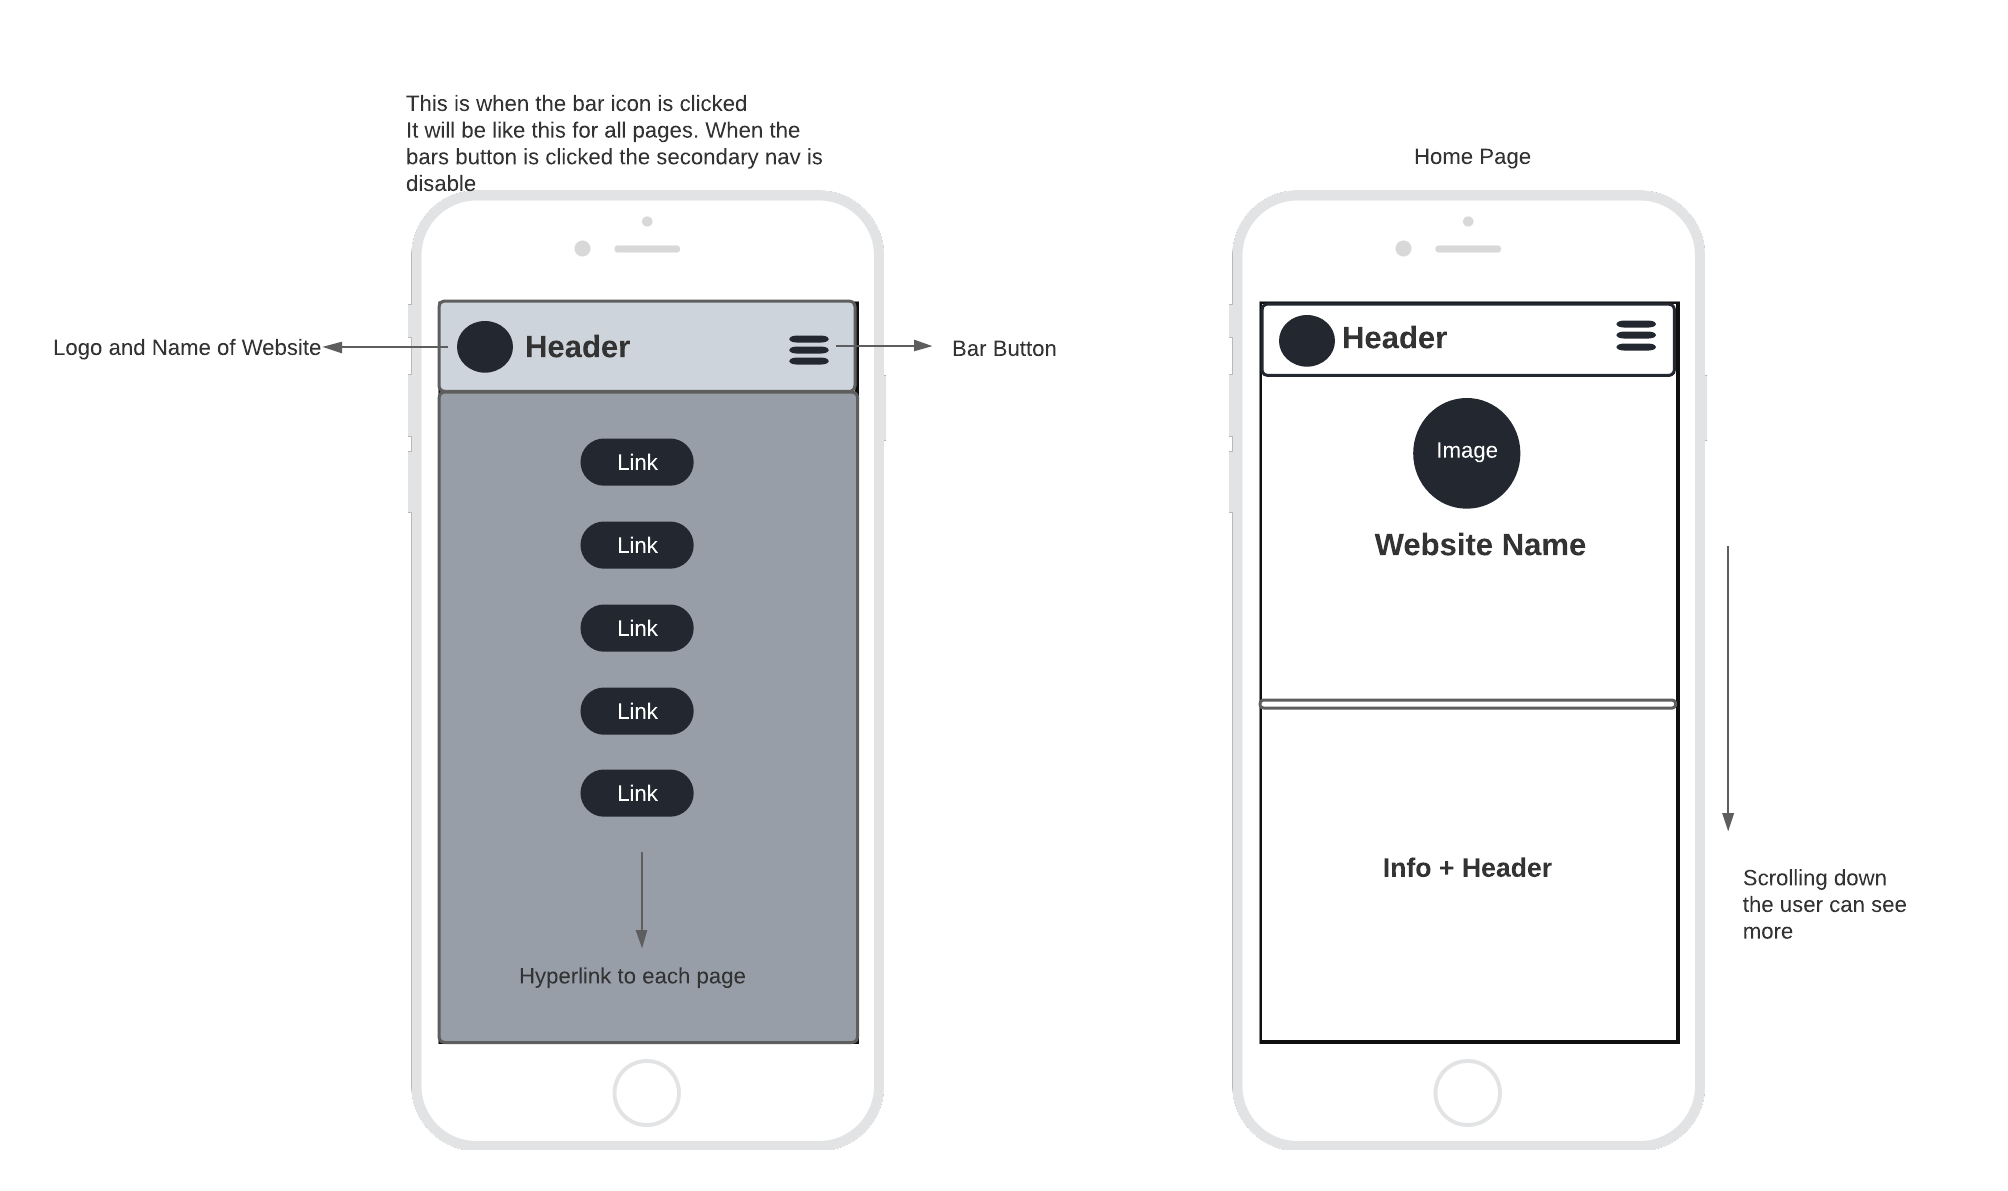 This is when the bar icon is clicked
It will be like this for all pages. When the
bars button is clicked the secondary nav is
disable
Logo and Name of Website
Header
Bar Button
Link
Link
Link
Link
Link
Hyperlink to each page
Home Page
Header
Image
Website Name
Info + Header
Scrolling down
the user can see
more